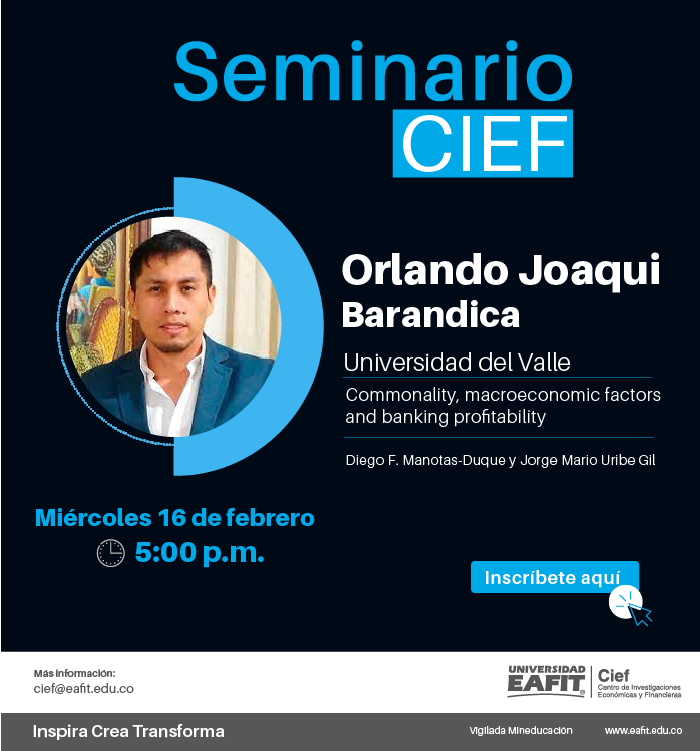 Seminario
CIEF
Orlando Joaqui
Barandica
Universidad del Valle
Commonality, macroeconomic factors
and banking profitability
Diego F. Manotas-Duque y Jorge Mario Uribe Gil
Miércoles 16 de febrero
5:00 p.m.
Inscríbete aquí
Más información:
cief@eafit.edu.co
UNIVERSIDAD
EAFIT®
Cief
Centro de Investigaciones
Económicas y Financieras
Inspira Crea Transforma
Vigilada Mineducación
www.eafit.edu.co